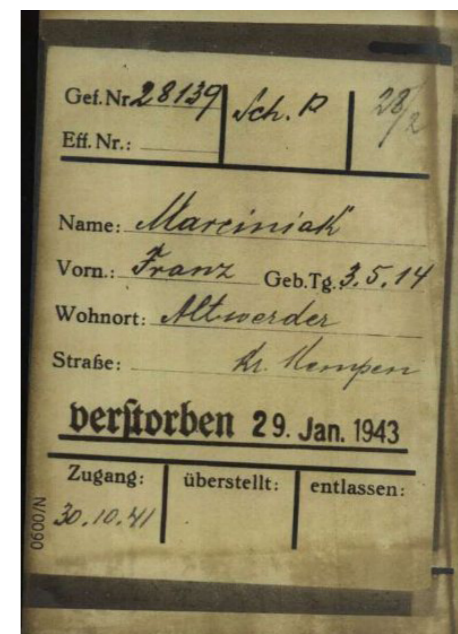 Gef. Nr. 28139 Sch. P 28/2
Eff. Nr.:
Name: Marciniak
Vorn.: Franz Geb.Tg. 3.5.14
Wohnort: Altwerder
Straße: Kr. Kempen
verstorben 29. Jan. 1943
Zugang: überstellt: entlassen:
30.10.41
0090/N